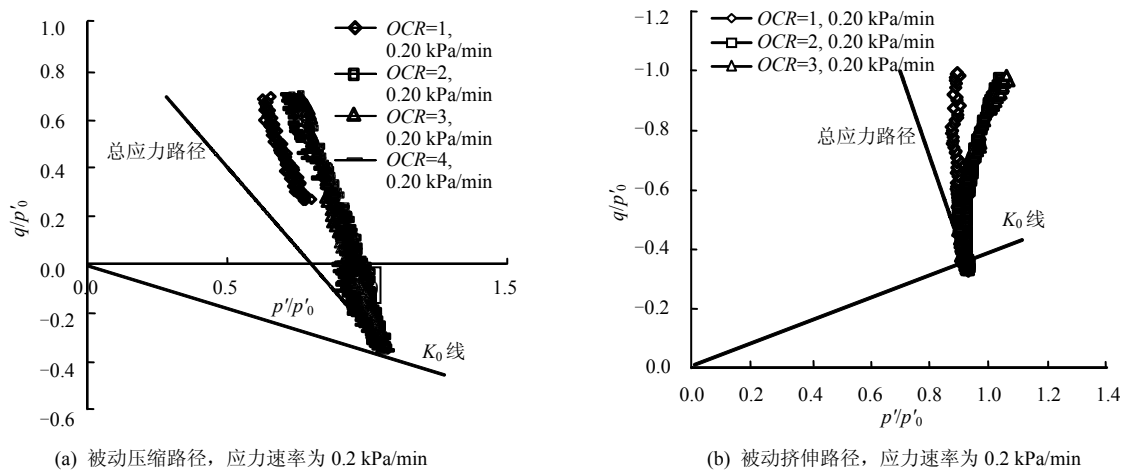 1.0
0.8
0.6
0.4
0.2
0.0
−0.2
−0.4
−0.6
q/p′0
0.0
0.5
1.5
p′/p′0
总应力路径
K0 线
OCR=1,
0.20 kPa/min
OCR=2,
0.20 kPa/min
OCR=3,
0.20 kPa/min
OCR=4,
0.20 kPa/min
(a) 被动压缩路径，应力速率为 0.2 kPa/min
−1.2
−1.0
−0.8
−0.6
−0.4
−0.2
0.0
q/p′0
0.0
0.2
0.4
0.6
0.8
1.0
1.2
1.4
p′/p′0
OCR=1, 0.20 kPa/min
OCR=2, 0.20 kPa/min
OCR=3, 0.20 kPa/min
总应力路径
K0 线
(b) 被动挤伸路径，应力速率为 0.2 kPa/min